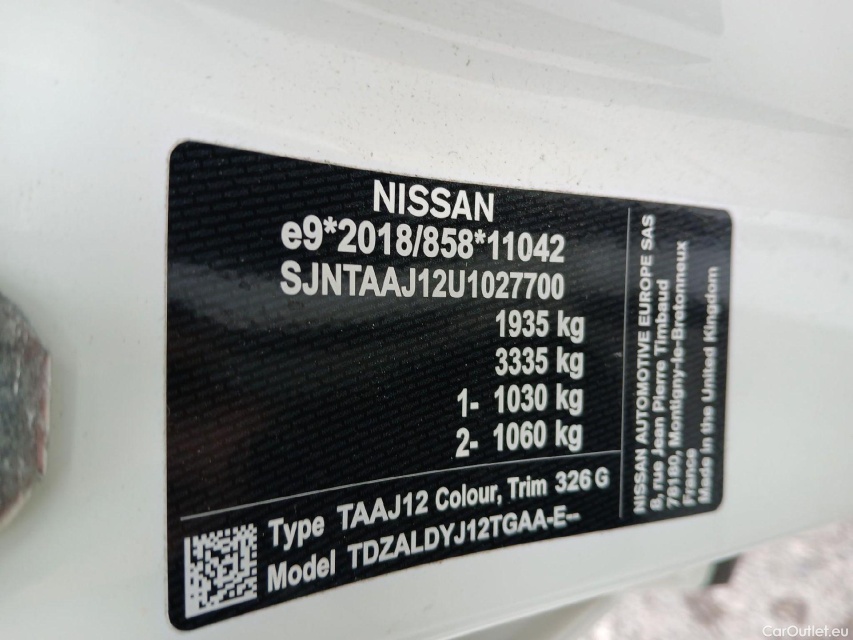 NISSAN
e9*2018/858*11042
SJNTAAJ12U1027700
1935 kg
3335 kg
1- 1030 kg
2- 1060 kg
Type TAAJ12 Colour, Trim 326 G
Model TDZALDYJ12TGAA-E--
NISSAN AUTOMOTIVE EUROPE SAS
8, rue Jean Pierre Timbaud
78180, Montigny-le-Bretonneux
France
Made in the United Kingdom
CarOutlet.eu